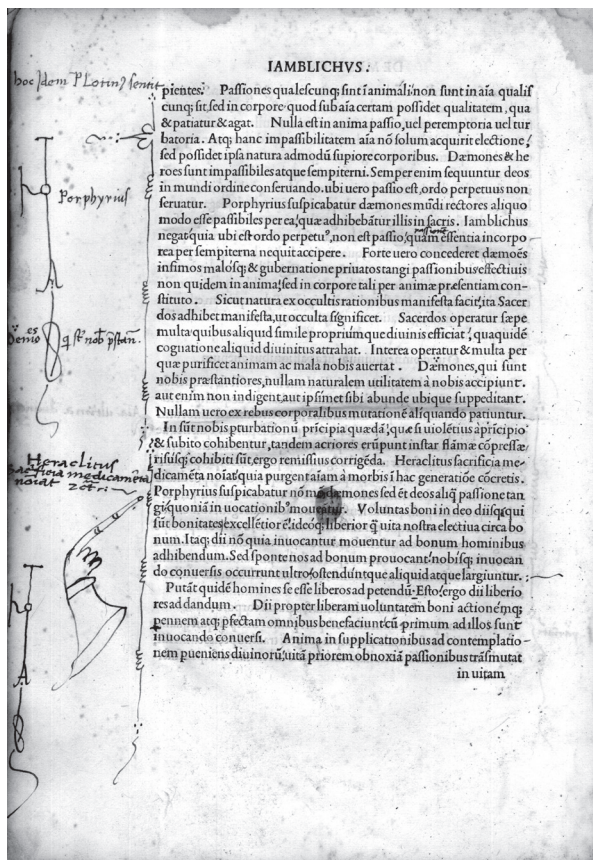 IAMBLICHVS.
hoc Idem Plotinꝰ sentit
pientes. Passiones qualescunq; sint ī animali: non sunt in aīa qualis
cunq; sit, sed in corpore quod sub aīa certam possidet qualitatem, qua
& patiatur & agat. Nulla est in anima passio, uel peremptoria uel tur
batoria. Atq; hanc impassibilitatem aīa nō solum acquirit electione,
sed possidet ipsa natura admodū supiore corporibus. Dæmones & he
roes sunt impassibiles atque sempiterni. Semper enim sequuntur deos
in mundi ordine conseruando. ubi uero passio est, ordo perpetuus non
Porphyrius
seruatur. Porphyrius suspicabatur dæmones mūdi rectores aliquo
modo esse passibiles per ea, quæ adhibebātur illis in sacris. Iamblichus
negat, quia ubi est ordo perpetuꝰ, non est passio, quam essentia incorpo
rea per sempiterna nequit accipere. Forte uero concederet dæmoēs
infimos malosq; & gubernatione priuatos tangi passionibus effectiuis
non quidem in anima, sed in corpore tali per animæ præsentiam con-
stituto. Sicut natura ex occultis rationibus manifesta facit, ita Sacer
dos adhibet manifesta, ut occulta significet. Sacerdos operatur sæpe
multa quibus aliquid simile propriumque diuinis efficiat, quaquidē
cognatione aliquid diuinitus attrahat. Interea operatur & multa per
quæ purificet animam ac mala nobis auertat. Dæmones, qui sunt
nobis præstantiores, nullam naturalem utilitatem à nobis accipiunt.
aut enim non indigent, aut ipsimet sibi abunde ubique suppeditant.
Nullam uero ex rebus corporalibus mutationē aliquando patiuntur.
In sūt nobis pturbationū pricipia quædā, quæ si uiolētius à pricipio
& subito cohibentur, tandem acriores erūpunt instar flāmæ cōpressæ
Heraclitus
risusq; cohibiti sūt, ergo remissius corrigēda. Heraclitus sacrificia me-
sacrificia medicamēta
dicamēta noīat, quia purgent aīam à morbis ī hac generatiōe cōcretis.
Porphyrius suspicabatur nō mō dæmones sed ēt deos aliq̄ passione tan
gi, quoniā in uocationibꝰ mouentur. Voluntas boni in deo diisq; qui
sūt bonitates, excellētior ē, ideoq; liberior q̄ uita nostra electiua circa bo
num. Itaq; dii nō quia inuocantur mouentur ad bonum hominibus
adhibendum. Sed sponte nos ad bonum prouocant, nobisq; inuocan
do conuersis occurrunt ultro, ostenduntque aliquid atque largiuntur.
Putāt quidē homines se esse liberos ad petendū. Esto, ergo dii liberio
res ad dandum. Dii propter liberam uoluntatem boni actionēmq;
pennem atq; pfectam omnibus benefaciunt, cū primum ad illos sunt
inuocando conuersi. Anima in supplicationibus ad contemplatio-
nem pueniens diuinorū, uitā priorem obnoxiā passionibus trāsmutat
in uitam